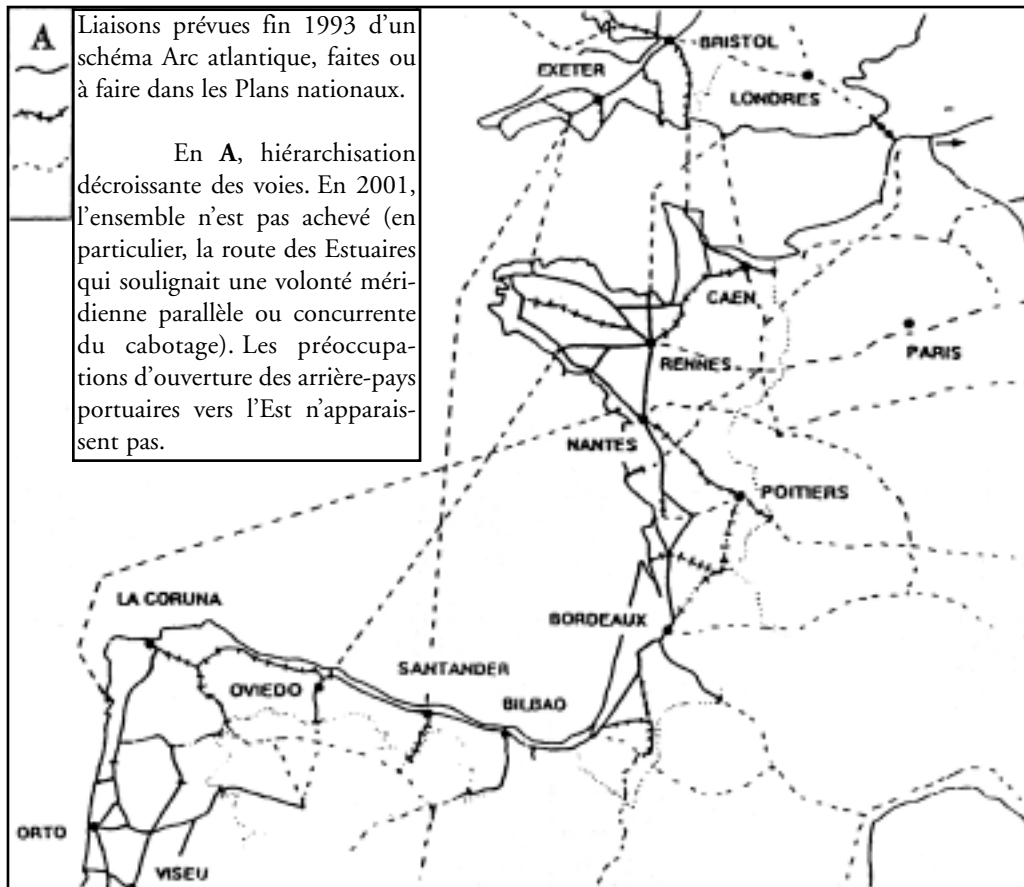 A
Liaisons prévues fin 1993 d'un
schéma Arc atlantique, faites ou
à faire dans les Plans nationaux.
En A, hiérarchisation
décroissante des voies. En 2001,
l'ensemble n'est pas achevé (en
particulier, la route des Estuaires
qui soulignait une volonté méri-
dienne parallèle ou concurrente
du cabotage). Les préoccupa-
tions d'ouverture des arrière-pays
portuaires vers l'Est n'apparais-
sent pas.
BRISTOL
EXETER
LONDRES
CAEN
PARIS
RENNES
NANTES
POITIERS
LA CORUNA
BORDEAUX
SANTANDER
OVIEDO
BILBAO
ORTO
VISEU